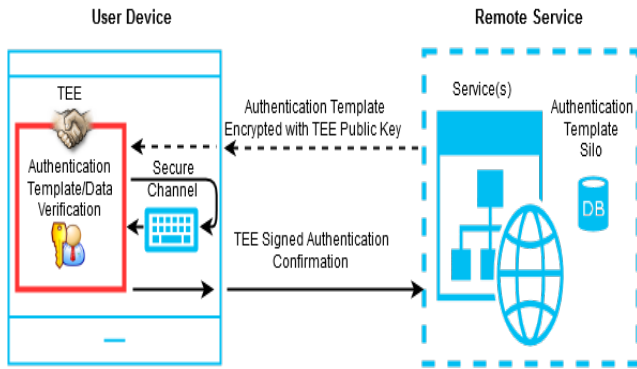 User Device
Remote Service
TEE
Authentication
Template/Data
Verification
Secure
Channel
Authentication Template
Encrypted with TEE Public Key
TEE Signed Authentication
Confirmation
Service(s)
Authentication
Template
Silo
DB